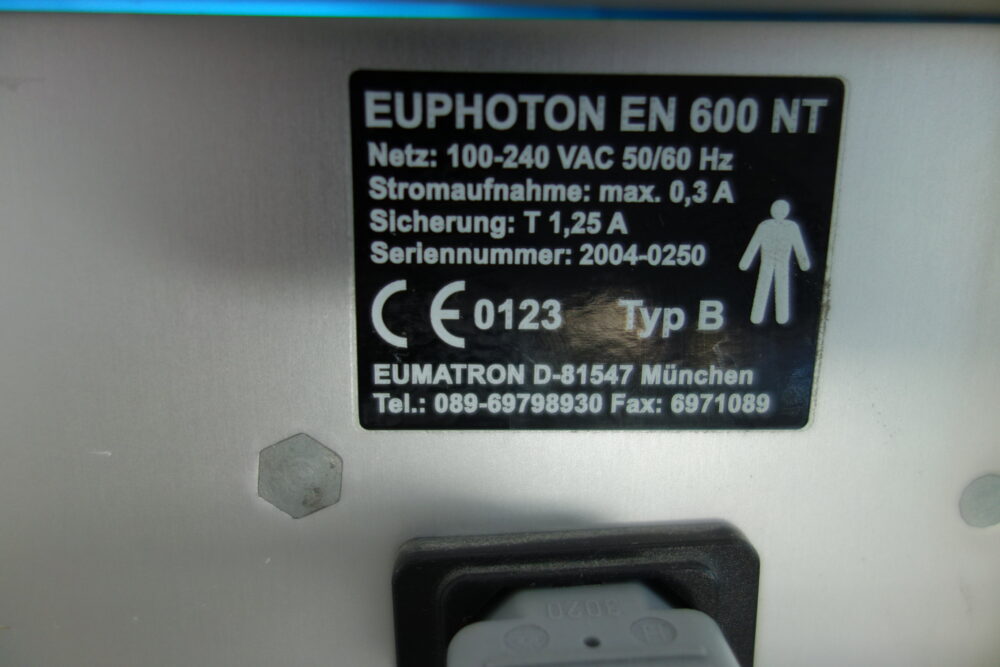 EUPHOTON EN 600 NT
Netz: 100-240 VAC 50/60 Hz
Stromaufnahme: max. 0,3 A
Sicherung: T 1,25 A
Seriennummer: 2004-0250
CE 0123 Typ B
EUMATRON D-81547 München
Tel.: 089-69798930 Fax: 6971089
3020